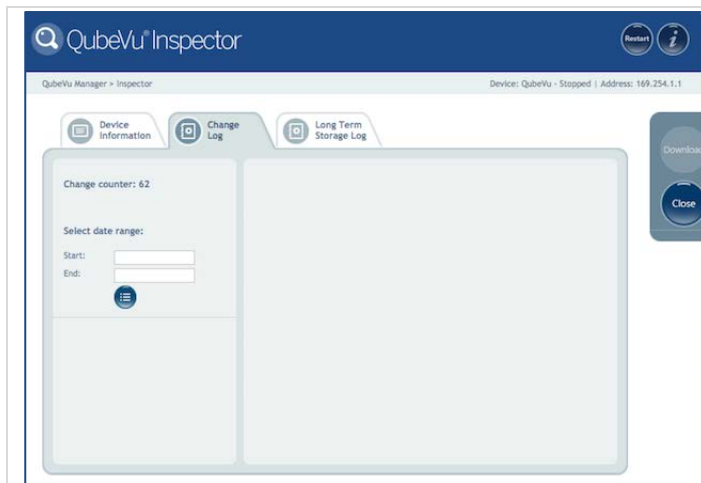 QubeVu® Inspector
Restart
i
QubeVu Manager > Inspector
Device: QubeVu - Stopped | Address: 169.254.1.1
Device Information
Change Log
Long Term Storage Log
Download
Close
Change counter: 62
Select date range:
Start:
End: